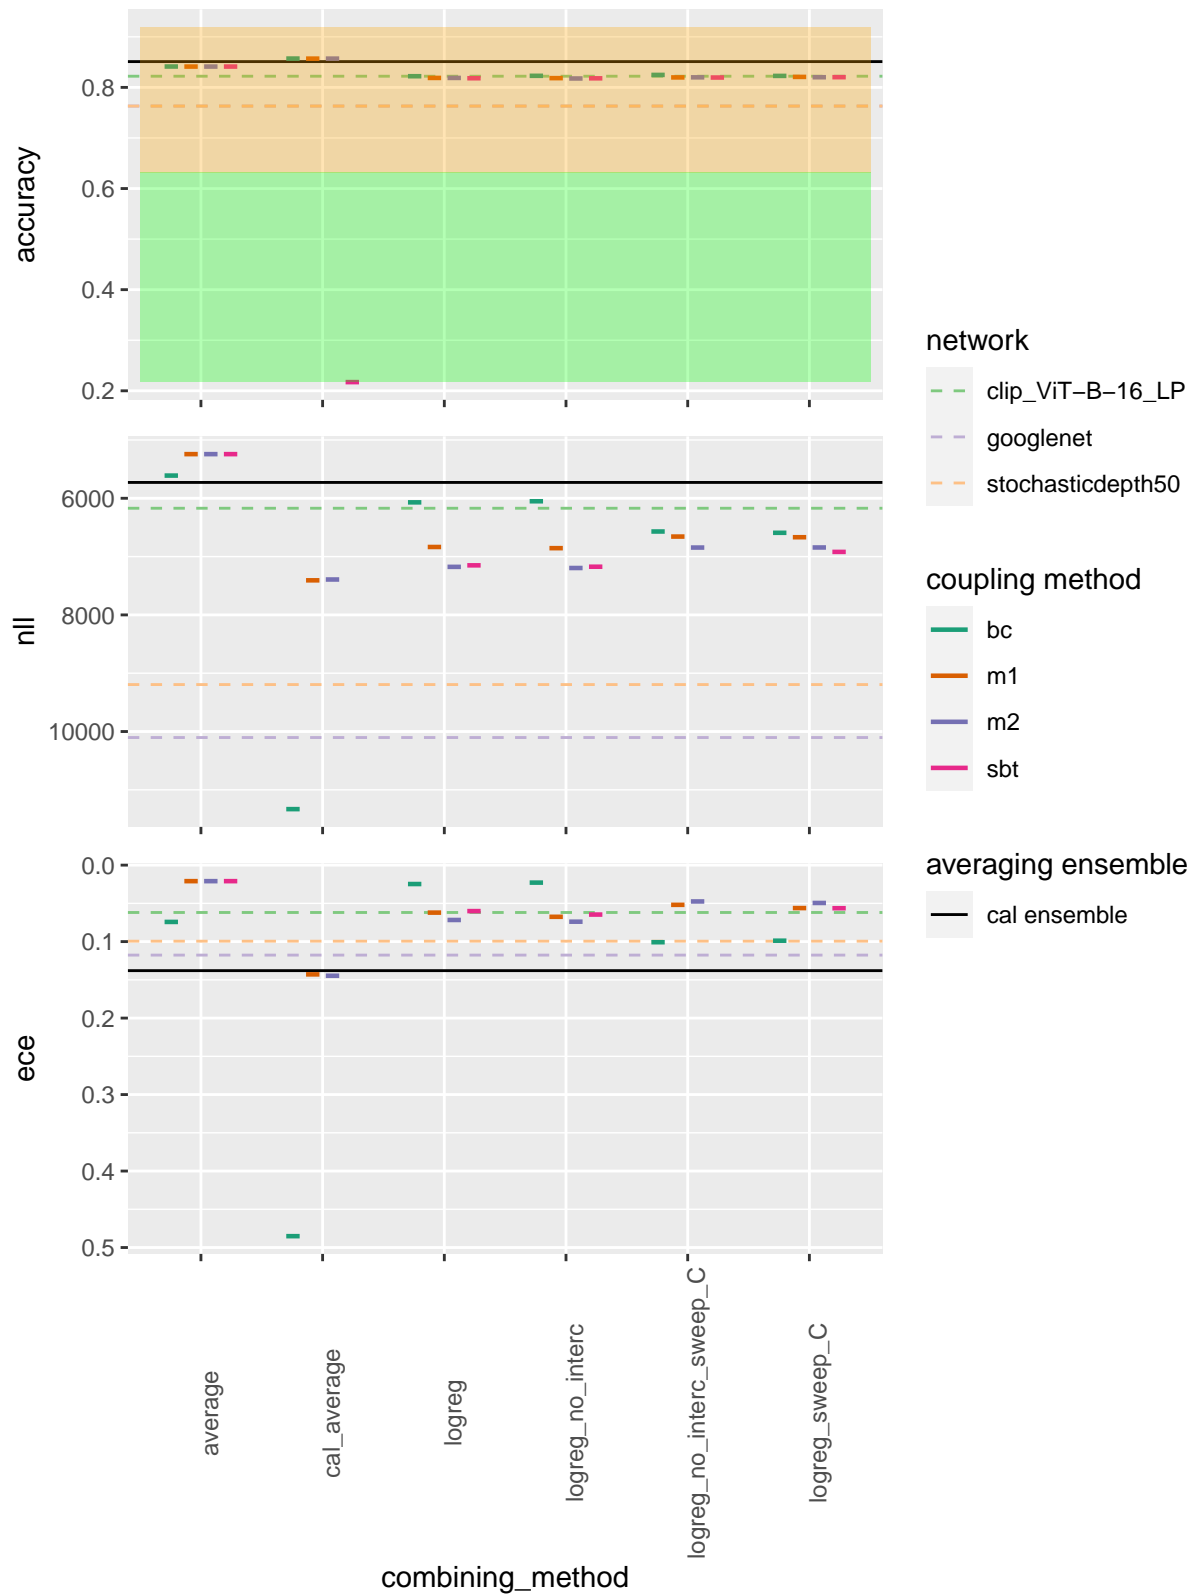 accuracy
0.8
0.6
0.4
0.2
nll
6000
8000
10000
ece
0.0
0.1
0.2
0.3
0.4
0.5
average
cal_average
logreg
logreg_no_interc
logreg_no_interc_sweep_C
logreg_sweep_C
combining_method
network
clip_ViT−B−16_LP
googlenet
stochasticdepth50
coupling method
bc
m1
m2
sbt
averaging ensemble
cal ensemble